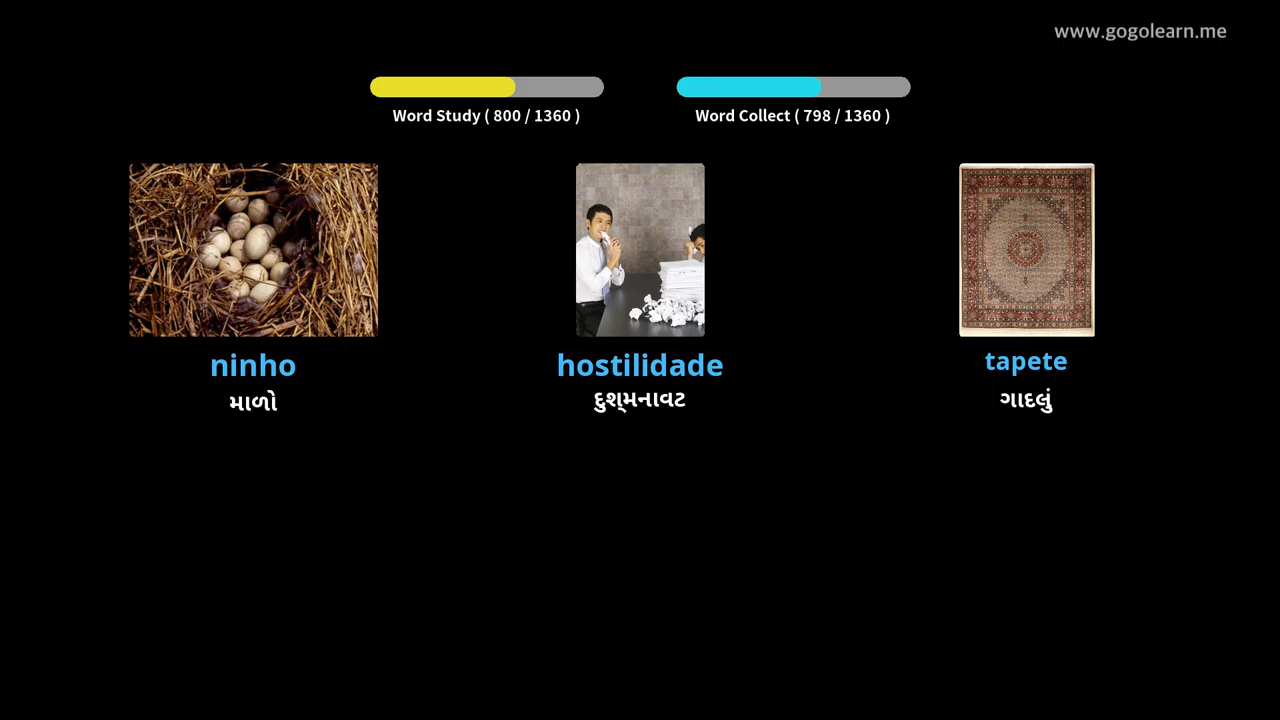 www.gogolearn.me
Word Study ( 800 / 1360 )
Word Collect ( 798 / 1360 )
ninho
hostilidade
tapete
માળો
દુશ્મનાવટ
ગાદલું